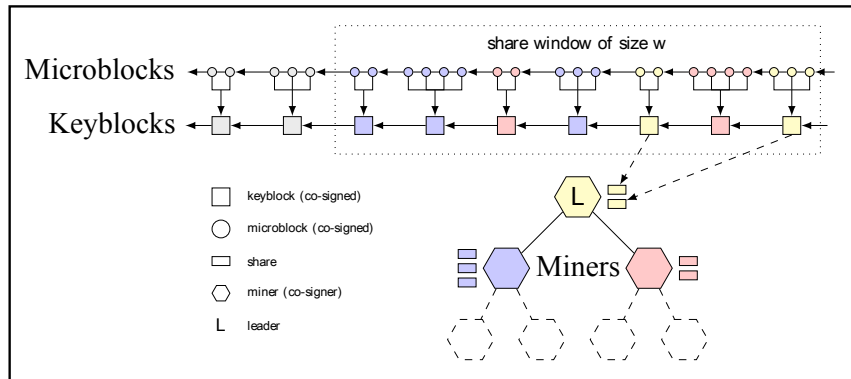 share window of size w
Microblocks
Keyblocks
L
keyblock (co-signed)
microblock (co-signed)
share
Miners
miner (co-signer)
L leader